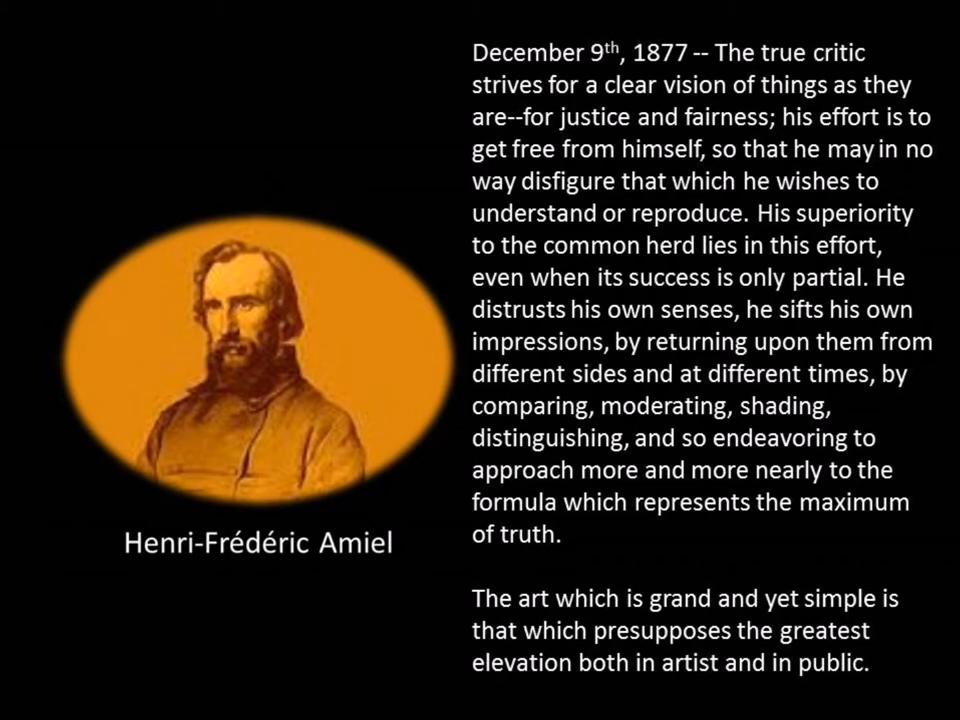 December 9th, 1877 -- The true critic
strives for a clear vision of things as they
are--for justice and fairness; his effort is to
get free from himself, so that he may in no
way disfigure that which he wishes to
understand or reproduce. His superiority
to the common herd lies in this effort,
even when its success is only partial. He
distrusts his own senses, he sifts his own
impressions, by returning upon them from
different sides and at different times, by
comparing, moderating, shading,
distinguishing, and so endeavoring to
approach more and more nearly to the
formula which represents the maximum
of truth.
The art which is grand and yet simple is
that which presupposes the greatest
elevation both in artist and in public.
Henri-Frédéric Amiel